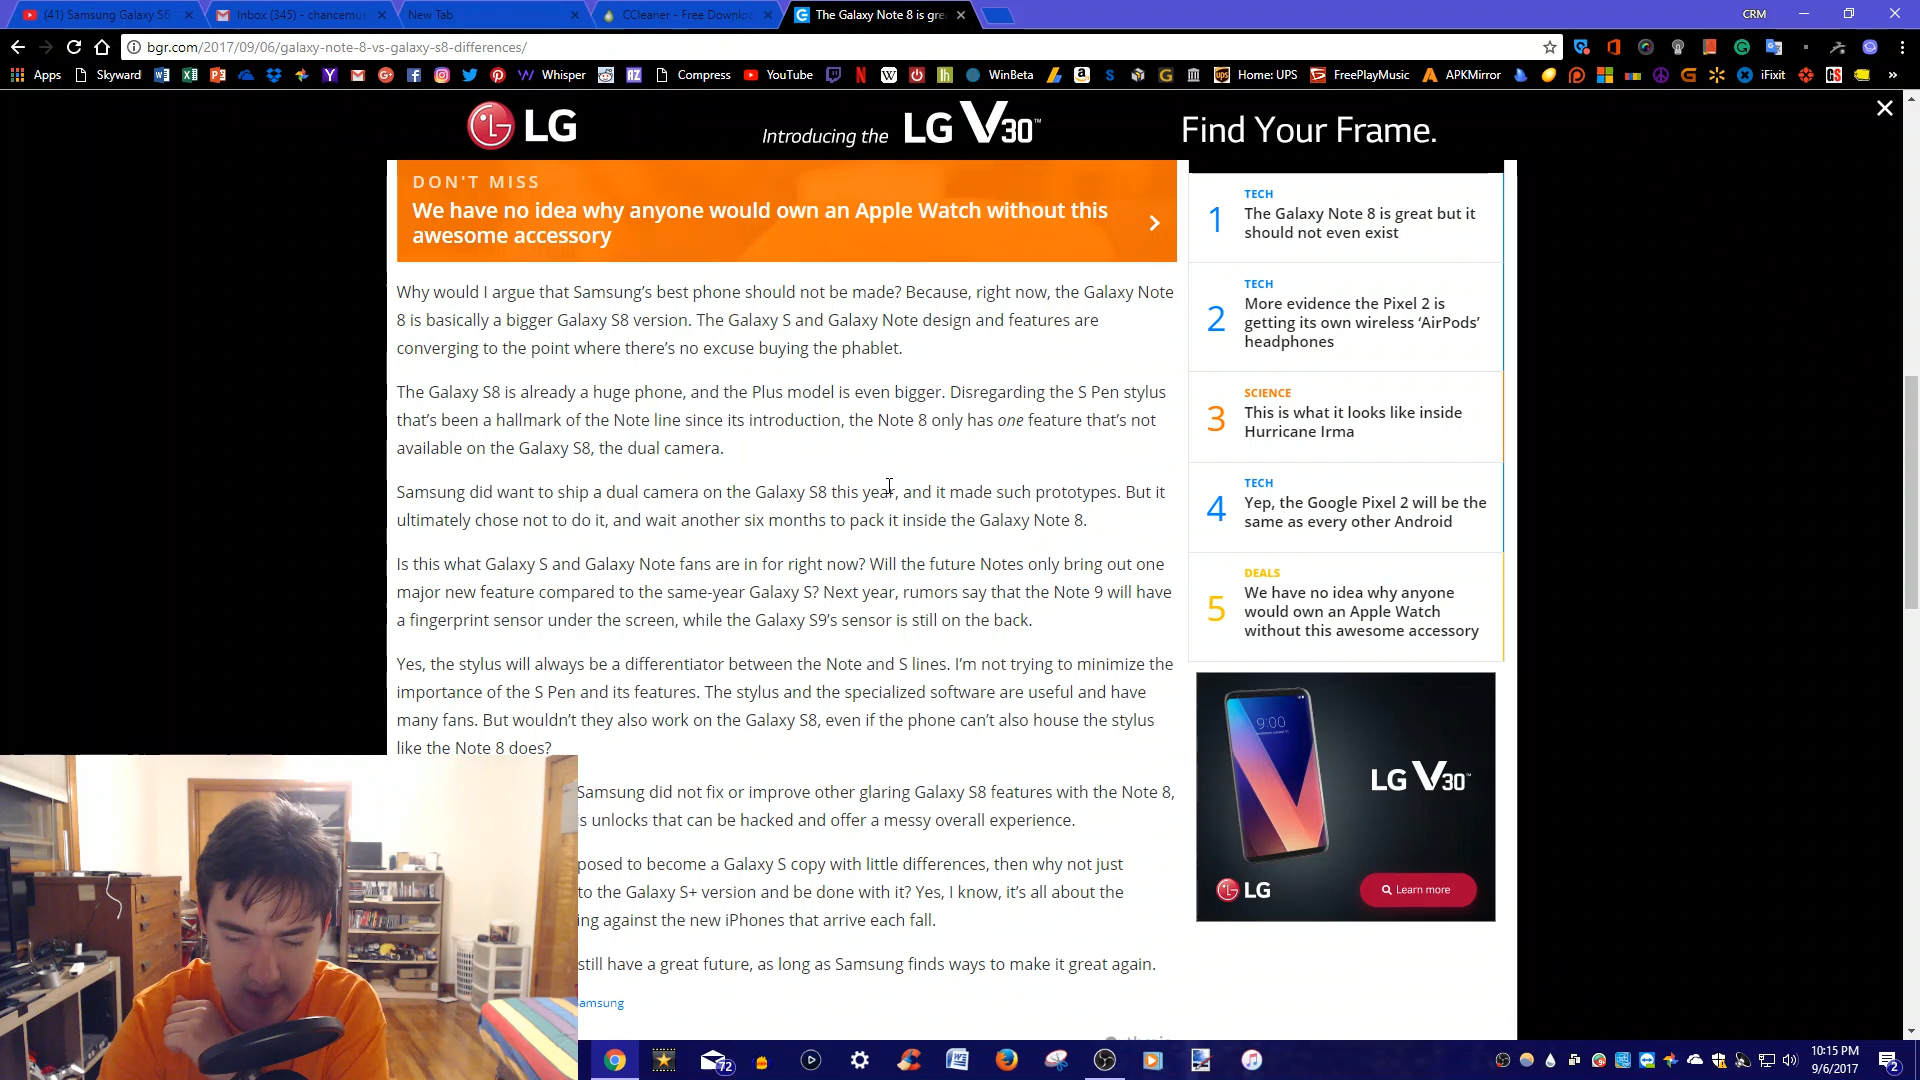 (41) Samsung Galaxy S6
Inbox (345) - chancemu
New Tab
CCleaner - Free Downloa
The Galaxy Note 8 is gre
CRM
bgr.com/2017/09/06/galaxy-note-8-vs-galaxy-s8-differences/
Apps
Skyward
Whisper
Compress
YouTube
WinBeta
Home: UPS
FreePlayMusic
APKMirror
iFixit
LG
Introducing the LG V30™
Find Your Frame.
DON'T MISS
We have no idea why anyone would own an Apple Watch without this
awesome accessory
Why would I argue that Samsung's best phone should not be made? Because, right now, the Galaxy Note
8 is basically a bigger Galaxy S8 version. The Galaxy S and Galaxy Note design and features are
converging to the point where there's no excuse buying the phablet.
The Galaxy S8 is already a huge phone, and the Plus model is even bigger. Disregarding the S Pen stylus
that's been a hallmark of the Note line since its introduction, the Note 8 only has one feature that's not
available on the Galaxy S8, the dual camera.
Samsung did want to ship a dual camera on the Galaxy S8 this year, and it made such prototypes. But it
ultimately chose not to do it, and wait another six months to pack it inside the Galaxy Note 8.
Is this what Galaxy S and Galaxy Note fans are in for right now? Will the future Notes only bring out one
major new feature compared to the same-year Galaxy S? Next year, rumors say that the Note 9 will have
a fingerprint sensor under the screen, while the Galaxy S9's sensor is still on the back.
Yes, the stylus will always be a differentiator between the Note and S lines. I'm not trying to minimize the
importance of the S Pen and its features. The stylus and the specialized software are useful and have
many fans. But wouldn't they also work on the Galaxy S8, even if the phone can't also house the stylus
like the Note 8 does?
Samsung did not fix or improve other glaring Galaxy S8 features with the Note 8,
s unlocks that can be hacked and offer a messy overall experience.
posed to become a Galaxy S copy with little differences, then why not just
to the Galaxy S+ version and be done with it? Yes, I know, it's all about the
ing against the new iPhones that arrive each fall.
still have a great future, as long as Samsung finds ways to make it great again.
amsung
TECH
1
The Galaxy Note 8 is great but it
should not even exist
TECH
2
More evidence the Pixel 2 is
getting its own wireless ‘AirPods’
headphones
SCIENCE
3
This is what it looks like inside
Hurricane Irma
TECH
4
Yep, the Google Pixel 2 will be the
same as every other Android
DEALS
5
We have no idea why anyone
would own an Apple Watch
without this awesome accessory
9:00
LG V30™
LG
Learn more
72
10:15 PM
9/6/2017
2